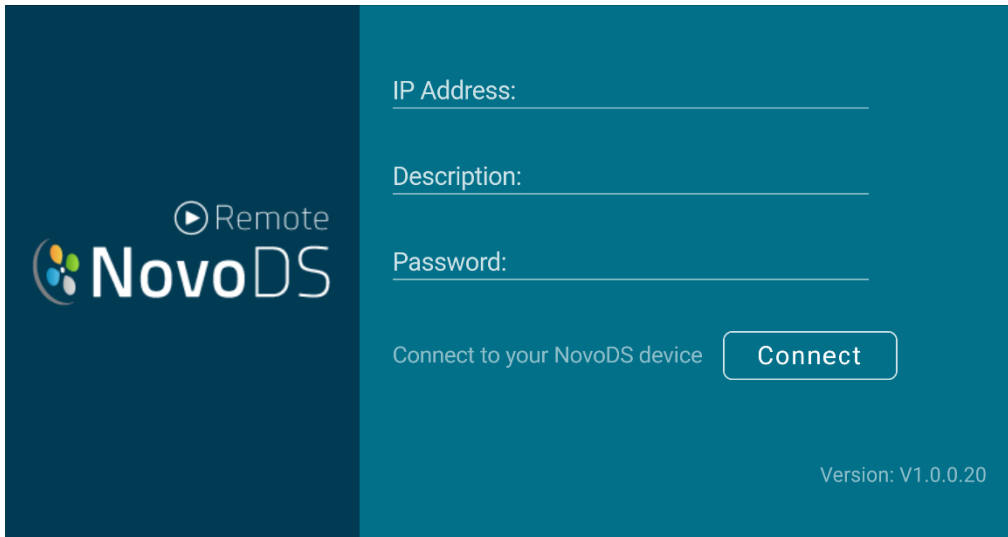 Remote
NovoDS
IP Address:
Description:
Password:
Connect to your NovoDS device
Connect
Version: V1.0.0.20